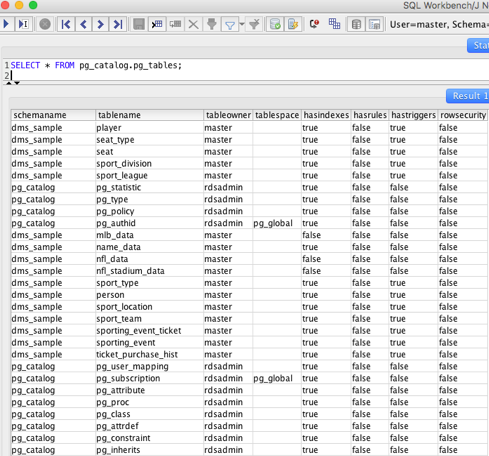 SQL Workbench/J N
User=master, Schema=
Stat
1 SELECT * FROM pg_catalog.pg_tables;
2
Result 1
schemaname tablename tableowner tablespace hasindexes hasrules hastriggers rowsecurity
dms_sample player master true false true false
dms_sample seat_type master true false true false
dms_sample seat master true false true false
dms_sample sport_division master true false true false
dms_sample sport_league master true false true false
pg_catalog pg_statistic rdsadmin true false false false
pg_catalog pg_type rdsadmin true false false false
pg_catalog pg_policy rdsadmin true false false false
pg_catalog pg_authid rdsadmin pg_global true false false false
dms_sample mlb_data master false false false false
dms_sample name_data master true false false false
dms_sample nfl_data master false false false false
dms_sample nfl_stadium_data master false false false false
dms_sample sport_type master true false true false
dms_sample person master true false true false
dms_sample sport_location master true false true false
dms_sample sport_team master true false true false
dms_sample sporting_event_ticket master true false true false
dms_sample sporting_event master true false true false
dms_sample ticket_purchase_hist master true false true false
pg_catalog pg_user_mapping rdsadmin true false false false
pg_catalog pg_subscription rdsadmin pg_global true false false false
pg_catalog pg_attribute rdsadmin true false false false
pg_catalog pg_proc rdsadmin true false false false
pg_catalog pg_class rdsadmin true false false false
pg_catalog pg_attrdef rdsadmin true false false false
pg_catalog pg_constraint rdsadmin true false false false
pg_catalog pg_inherits rdsadmin true false false false